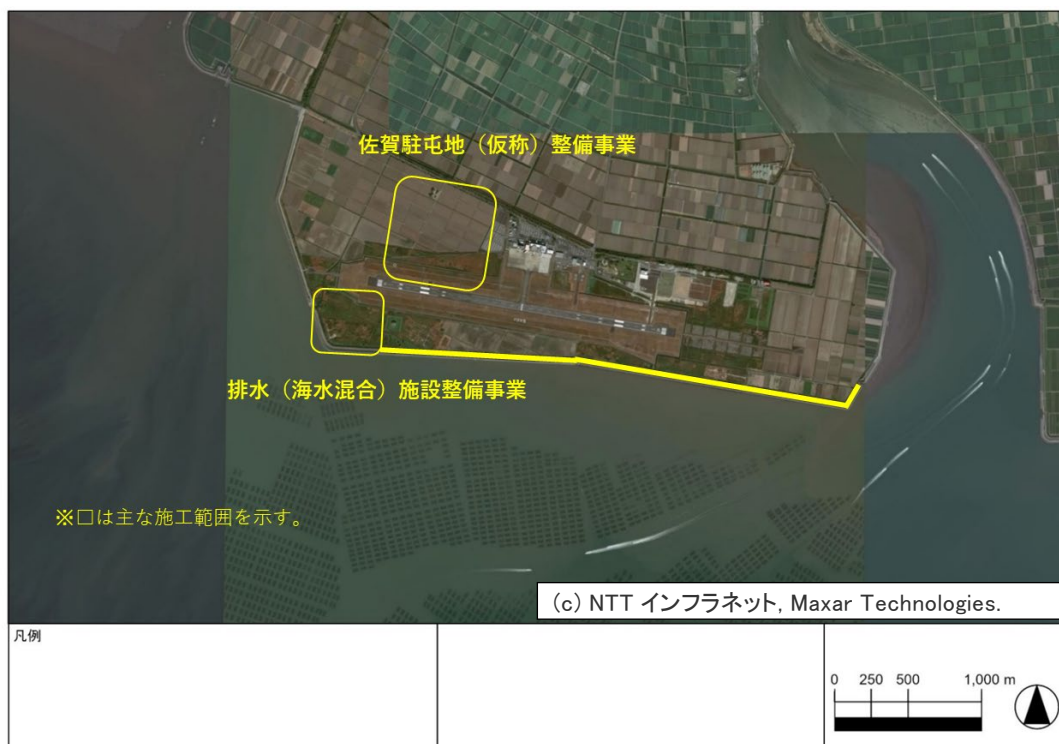 佐賀駐屯地（仮称）整備事業
排水（海水混合）施設整備事業
※□は主な施工範囲を示す。
(c) NTT インフラネット, Maxar Technologies.
凡例
0 250 500 1,000 m